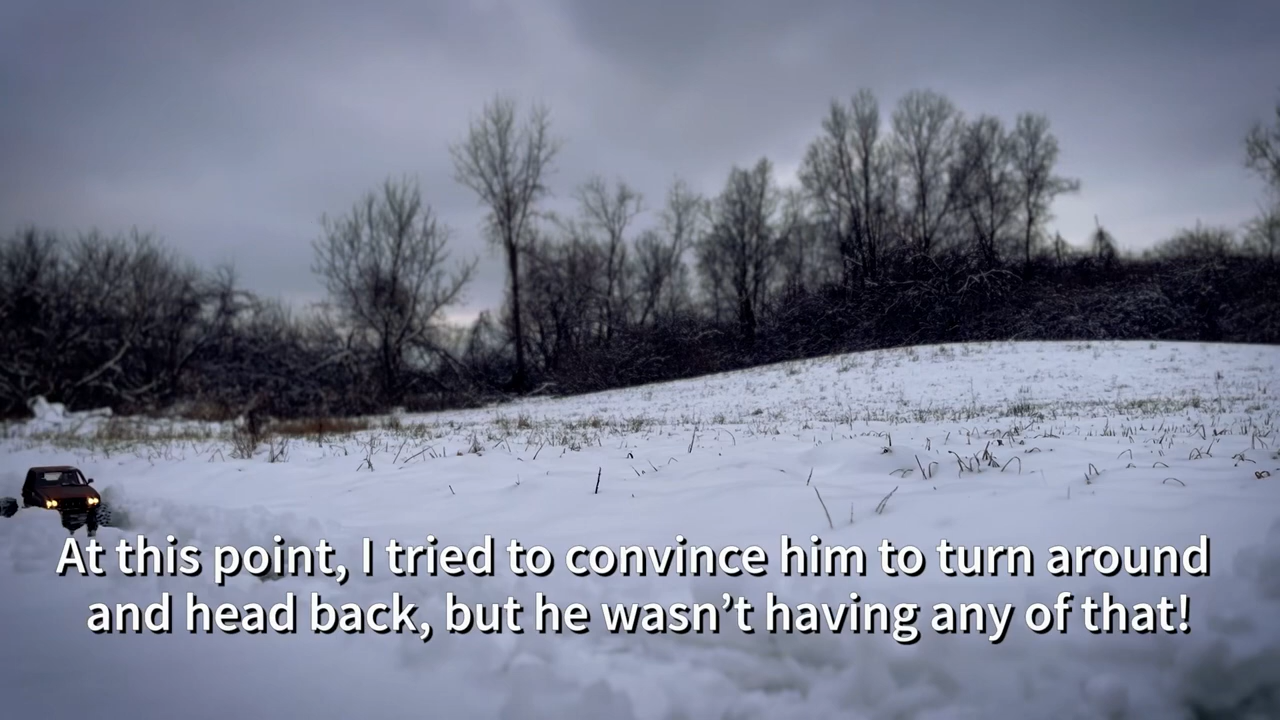 At this point, I tried to convince him to turn around
and head back, but he wasn’t having any of that!